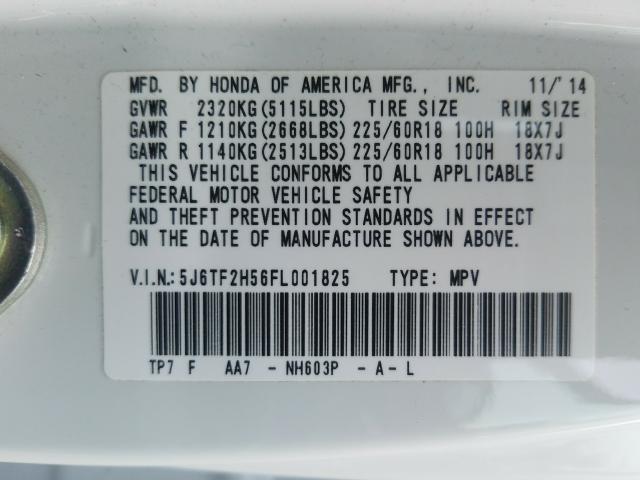 MFD. BY HONDA OF AMERICA MFG., INC. 11/'14
GVWR 2320KG(5115LBS) TIRE SIZE RIM SIZE
GAWR F 1210KG(2668LBS) 225/60R18 100H 18X7J
GAWR R 1140KG(2513LBS) 225/60R18 100H 18X7J
THIS VEHICLE CONFORMS TO ALL APPLICABLE
FEDERAL MOTOR VEHICLE SAFETY
AND THEFT PREVENTION STANDARDS IN EFFECT
ON THE DATE OF MANUFACTURE SHOWN ABOVE.
V.I.N.:5J6TF2H56FL001825 TYPE: MPV
TP7 F AA7 - NH603P - A - L